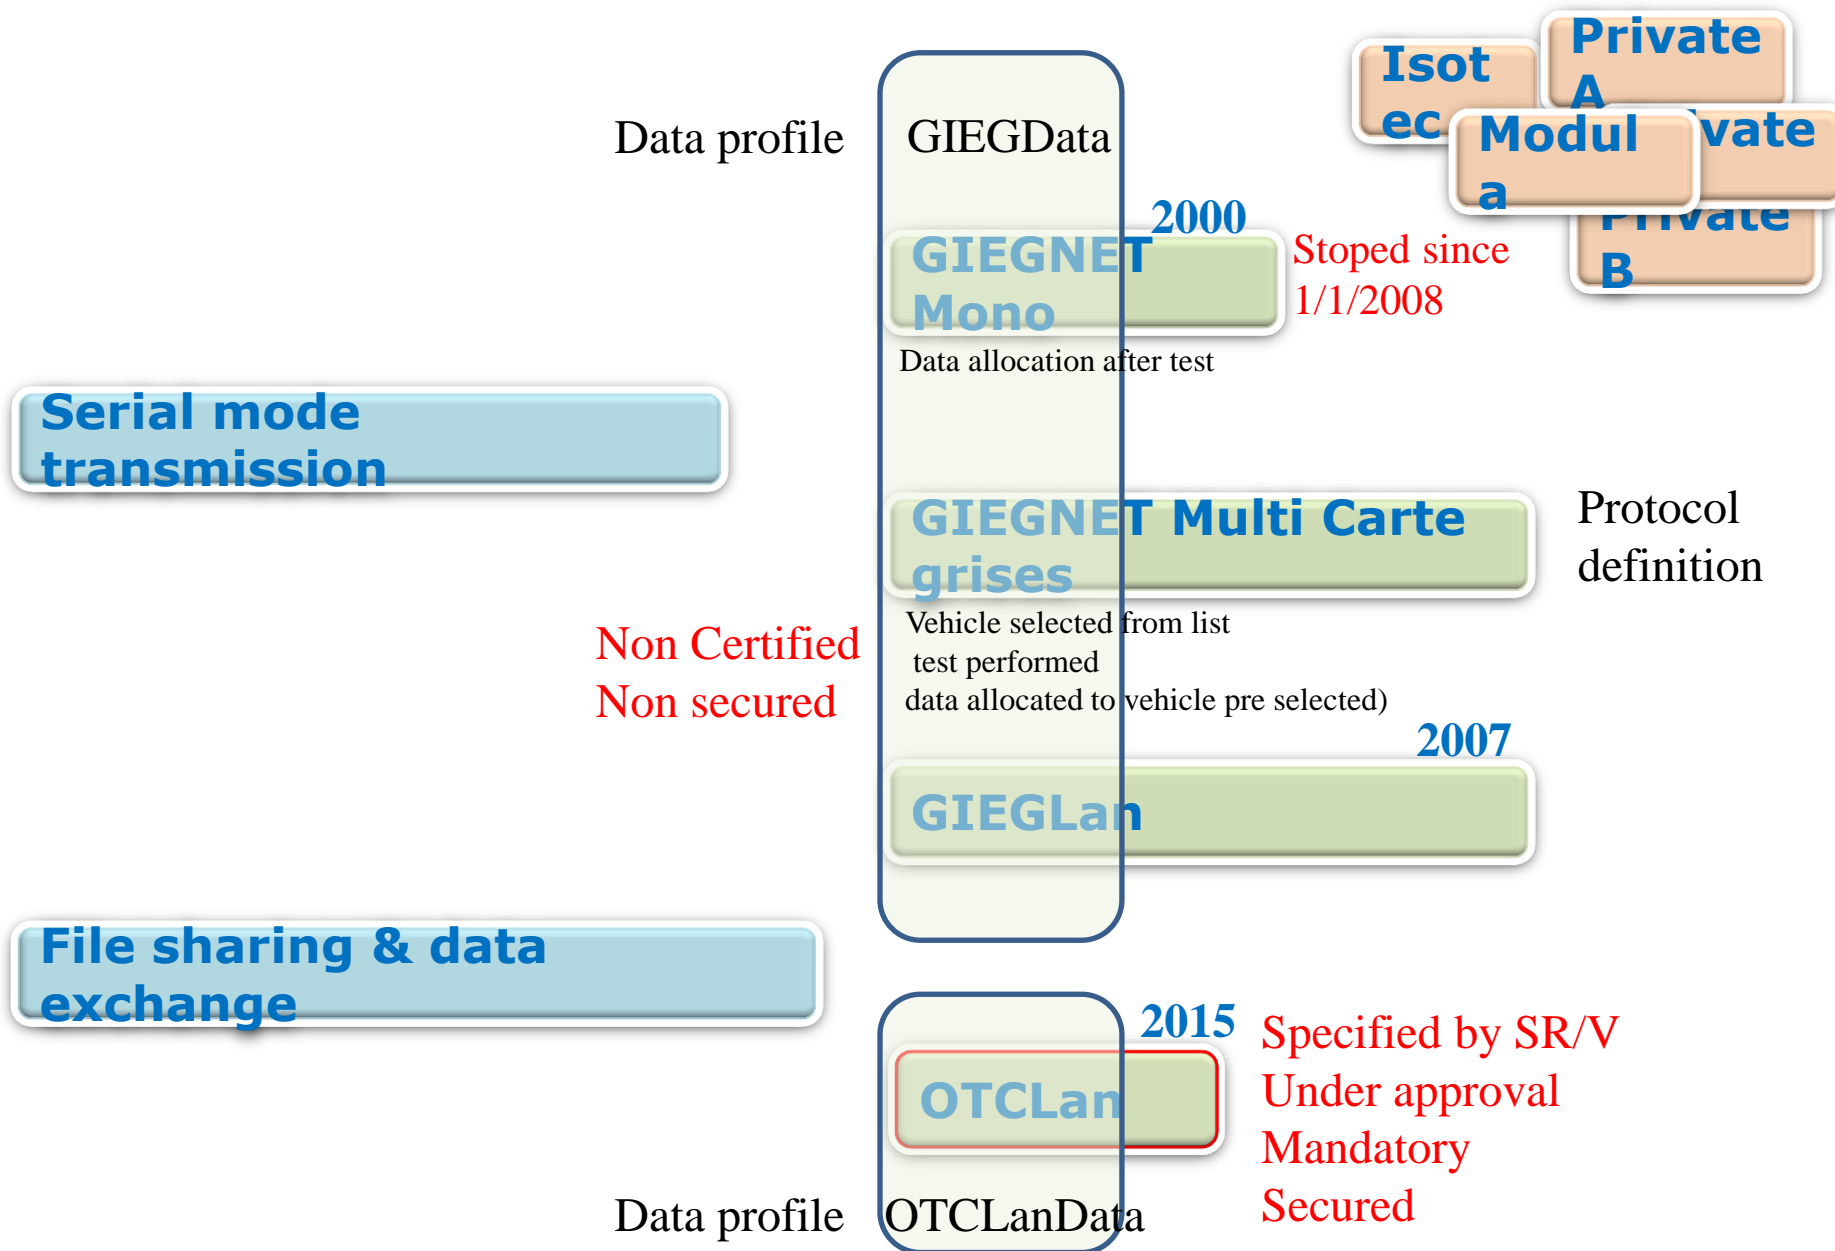 Isot
ec
Private
A
Modul
a
vate
Private
B
Data profile
GIEGData
2000
GIEGNET
Mono
Stoped since
1/1/2008
Data allocation after test
Serial mode
transmission
GIEGNET Multi Carte
grises
Protocol
definition
Non Certified
Non secured
Vehicle selected from list
test performed
data allocated to vehicle pre selected)
2007
GIEGLan
File sharing & data
exchange
2015
OTCLan
Specified by SR/V
Under approval
Mandatory
Secured
Data profile
OTCLanData